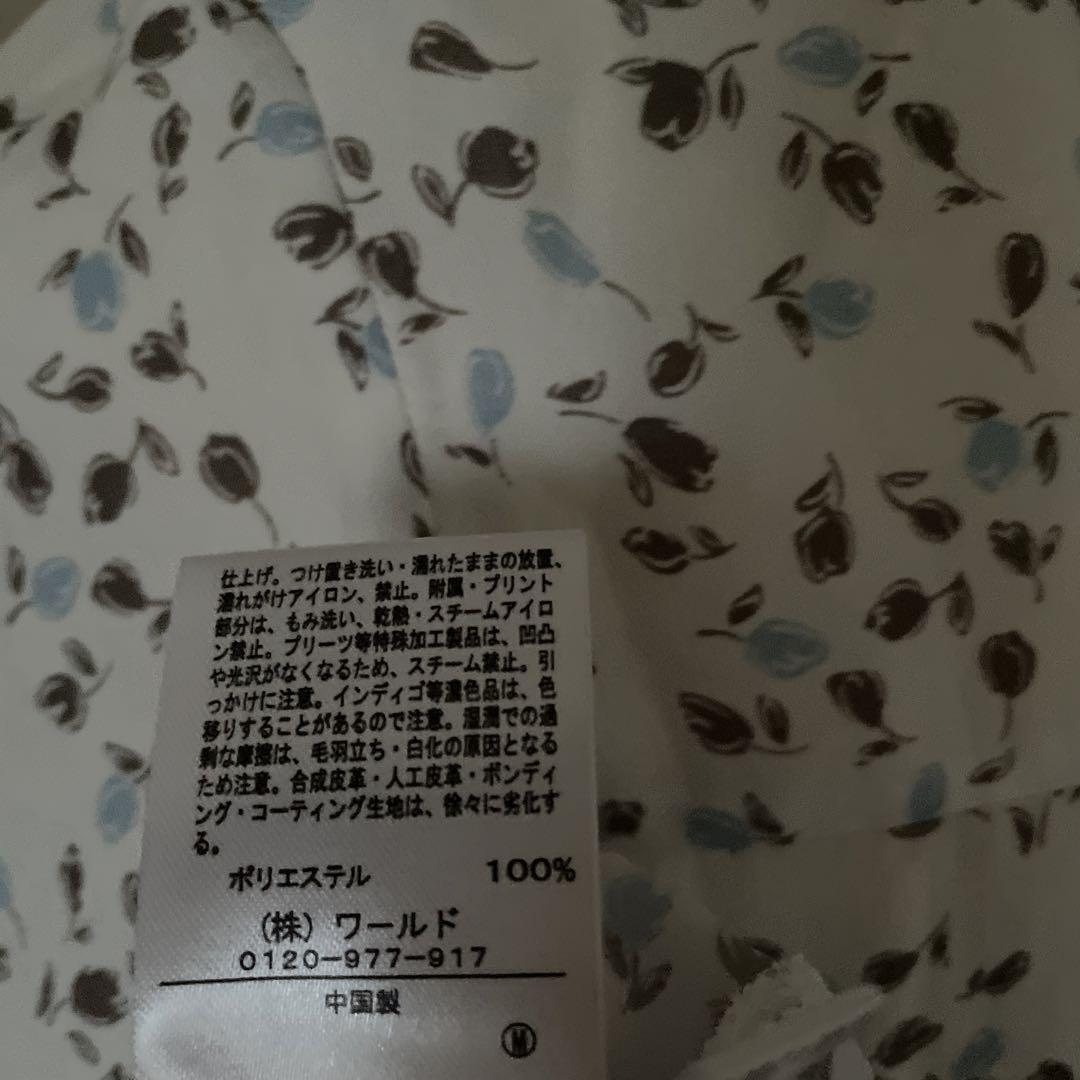 仕上げ。つけ置き洗い・濡れたままの放置、
濡れがけアイロン、禁止。附属・プリント
部分は、もみ洗い、乾熱・スチームアイロ
ン禁止。プリーツ等特殊加工製品は、凹凸
や光沢がなくなるため、スチーム禁止。引
っかけに注意。インディゴ等濃色品は、色
移りすることがあるので注意。湿潤での過
剰な摩擦は、毛羽立ち・白化の原因となる
ため注意。合成皮革・人工皮革・ボンディ
ング・コーティング生地は、徐々に劣化す
る。
ポリエステル 100%
(株) ワールド
0120-977-917
中国製
Ⓜ